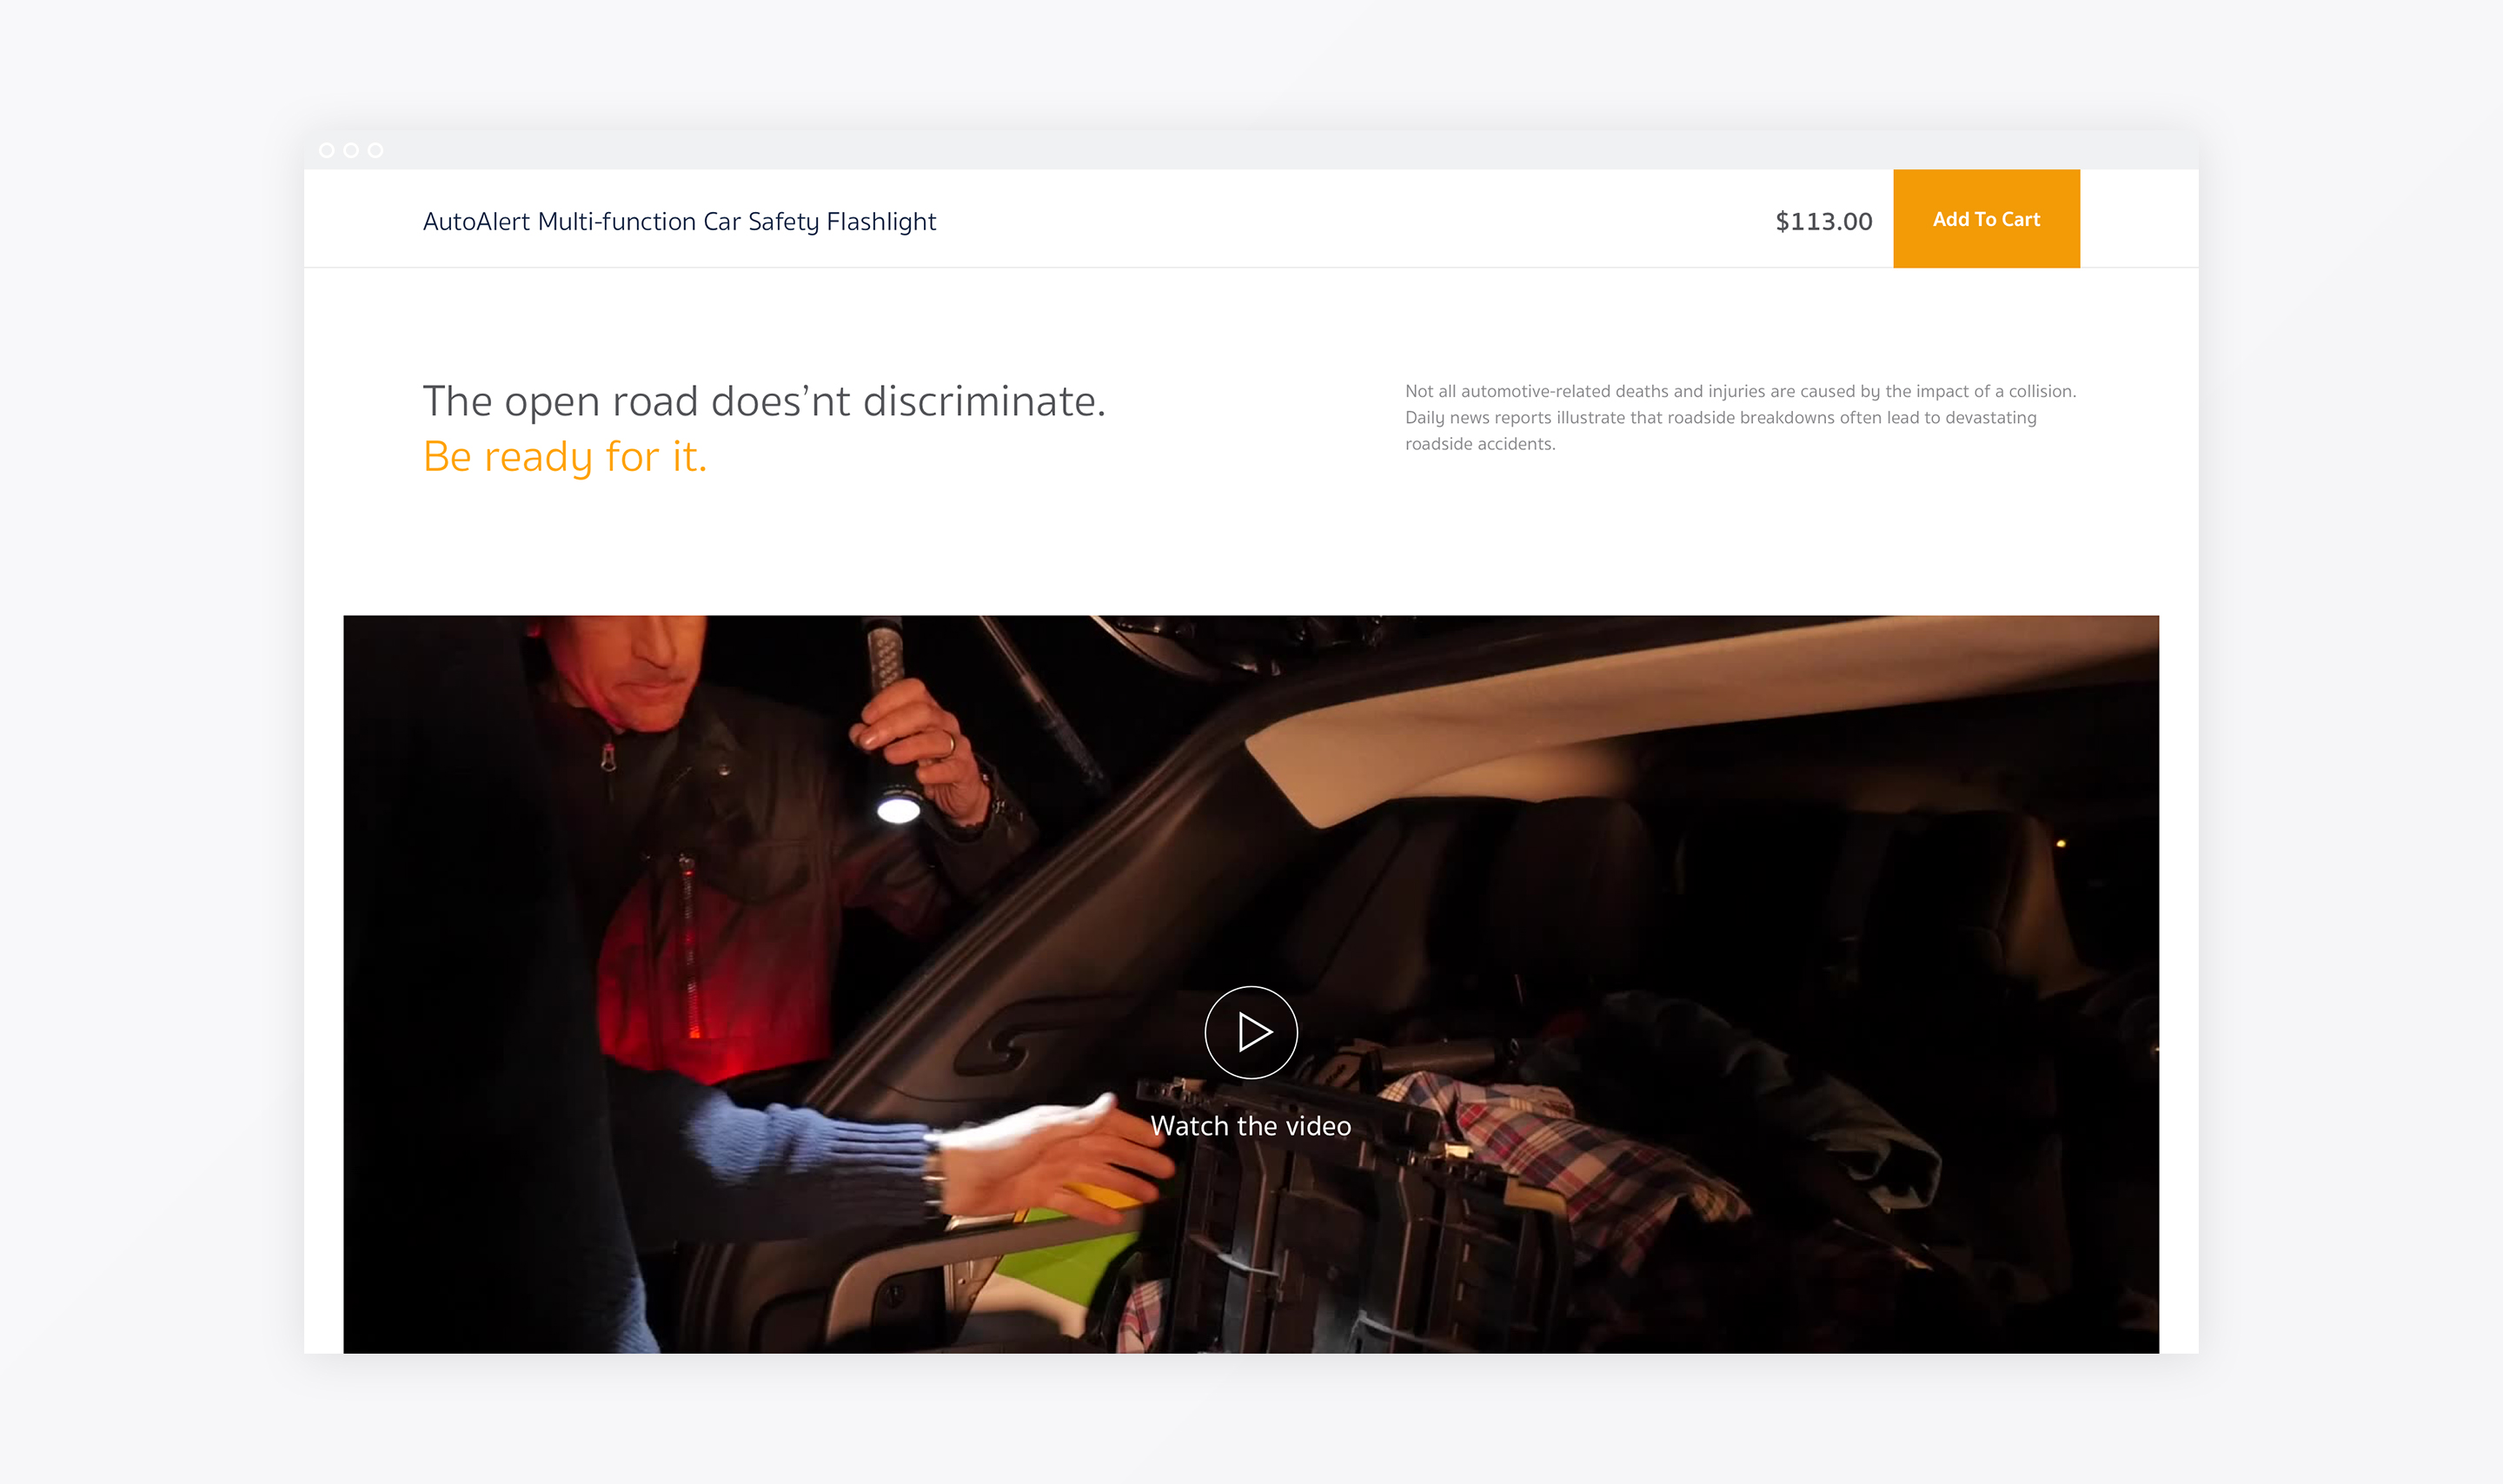 AutoAlert Multi-function Car Safety Flashlight
$113.00
Add To Cart
The open road does’nt discriminate.
Be ready for it.
Not all automotive-related deaths and injuries are caused by the impact of a collision.
Daily news reports illustrate that roadside breakdowns often lead to devastating
roadside accidents.
Watch the video